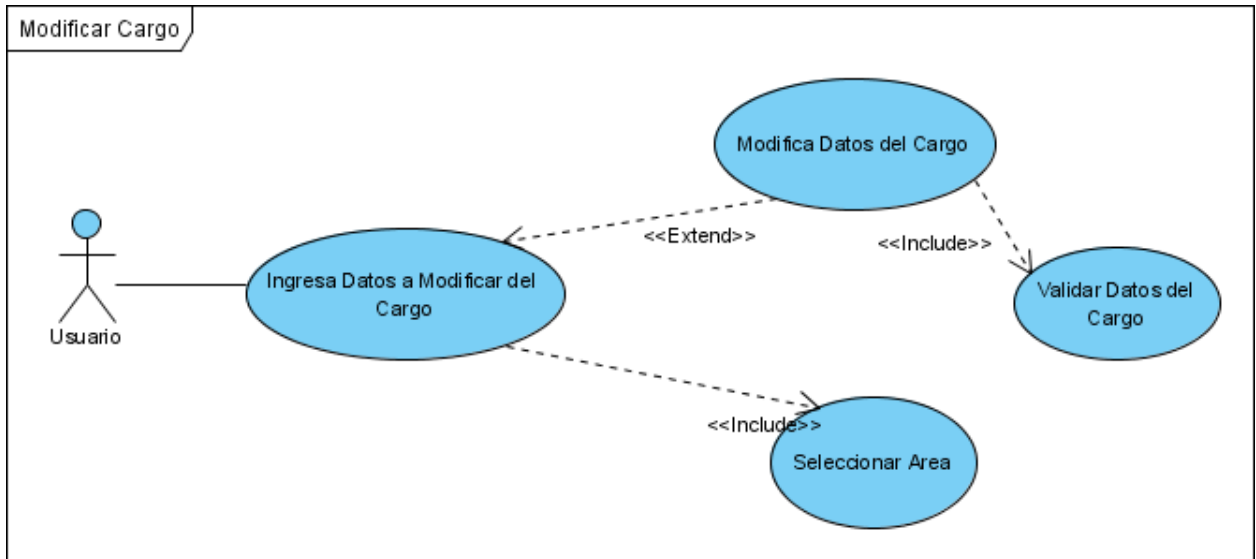 Modificar Cargo
Modifica Datos del Cargo
<<Extend>>
<<Include>>
Ingresa Datos a Modificar del
Cargo
Validar Datos del
Cargo
Usuario
<<Include>>
Seleccionar Area